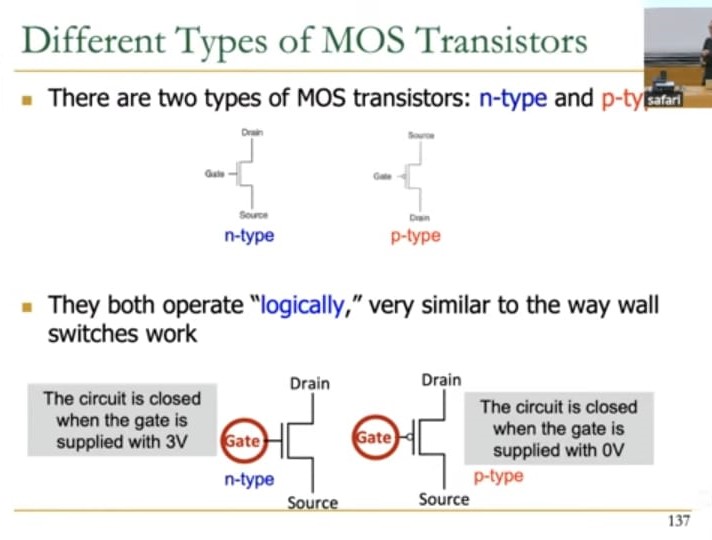 Different Types of MOS Transistors
There are two types of MOS transistors: n-type and p-ty
safari
Drain
Source
Gate
Gate
Source
Drain
n-type
p-type
They both operate “logically,” very similar to the way wall
switches work
Drain
Drain
The circuit is closed
when the gate is
supplied with 3V
Gate
Gate
The circuit is closed
when the gate is
supplied with 0V
n-type
p-type
Source
Source
137